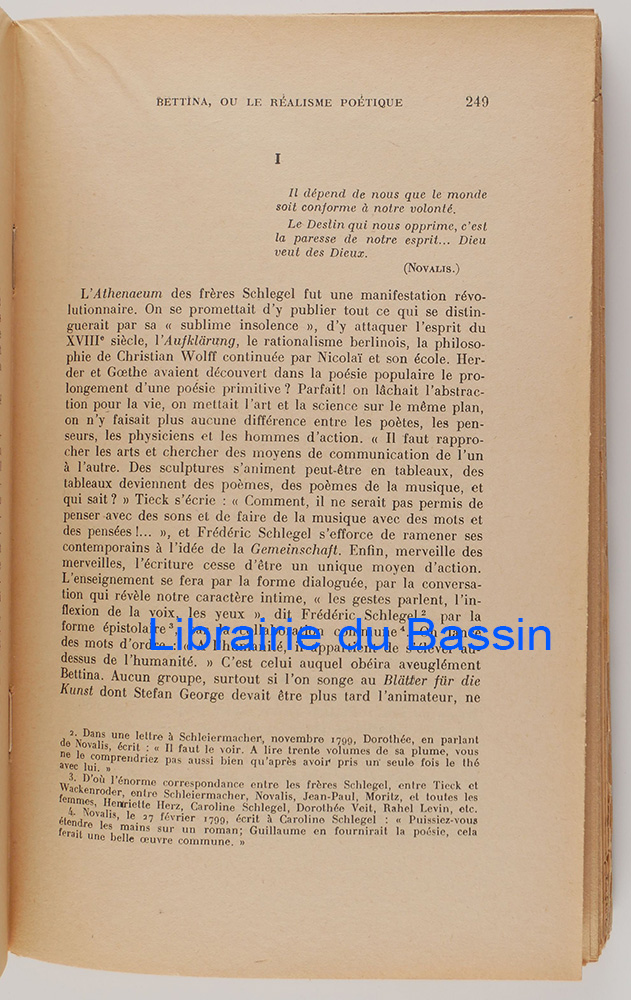 BETTINA, OU LE RÉALISME POÉTIQUE 249
I
Il dépend de nous que le monde
soit conforme à notre volonté.
Le Destin qui nous opprime, c'est
la paresse de notre esprit... Dieu
veut des Dieux.
(NOVALIS.)
L'Athenaeum des frères Schlegel fut une manifestation révo-
lutionnaire. On se promettait d'y publier tout ce qui se distin-
guerait par sa « sublime insolence », d'y attaquer l'esprit du
XVIIIe siècle, l'Aufklärung, le rationalisme berlinois, la philoso-
phie de Christian Wolff continuée par Nicolaï et son école. Her-
der et Gœthe avaient découvert dans la poésie populaire le pro-
longement d'une poésie primitive ? Parfait! on lâchait l'abstrac-
tion pour la vie, on mettait l'art et la science sur le même plan,
on n'y faisait plus aucune différence entre les poètes, les pen-
seurs, les physiciens et les hommes d'action. « Il faut rappro-
cher les arts et chercher des moyens de communication de l'un
à l'autre. Des sculptures s'animent peut-être en tableaux, des
tableaux deviennent des poèmes, des poèmes de la musique, et
qui sait ? » Tieck s'écrie : « Comment, il ne serait pas permis de
penser avec des sons et de faire de la musique avec des mots et
des pensées !... », et Frédéric Schlegel s'efforce de ramener ses
contemporains à l'idée de la Gemeinschaft. Enfin, merveille des
merveilles, l'écriture cesse d'être un unique moyen d'action.
L'enseignement se fera par la forme dialoguée, par la conversa-
tion qui révèle notre caractère intime, « les gestes parlent, l'in-
flexion de la voix, les yeux », dit Frédéric Schlegel 2, par la
forme épistolaire 3, la collaboration commune 4.
Librairie du Bassin
des mots d'ordre : l'humanité, appartient de s'élever au-
dessus de l'humanité. » C'est celui auquel obéira aveuglément
Bettina. Aucun groupe, surtout si l'on songe au Blätter für die
Kunst dont Stefan George devait être plus tard l'animateur, ne
2. Dans une lettre à Schleiermacher, novembre 1799, Dorothée, en parlant
de Novalis, écrit : « Il faut le voir. A lire trente volumes de sa plume, vous
ne le comprendriez pas aussi bien qu'après avoir pris un seule fois le thé
avec lui. »
3. D'où l'énorme correspondance entre les frères Schlegel, entre Tieck et
Wackenroder, entre Schleiermacher, Novalis, Jean-Paul, Moritz, et toutes les
femmes, Henriette Herz, Caroline Schlegel, Dorothée Veit, Rahel Levin, etc.
4. Novalis, le 27 février 1799, écrit à Caroline Schlegel : « Puissiez-vous
étendre les mains sur un roman; Guillaume en fournirait la poésie, cela
ferait une belle œuvre commune. »